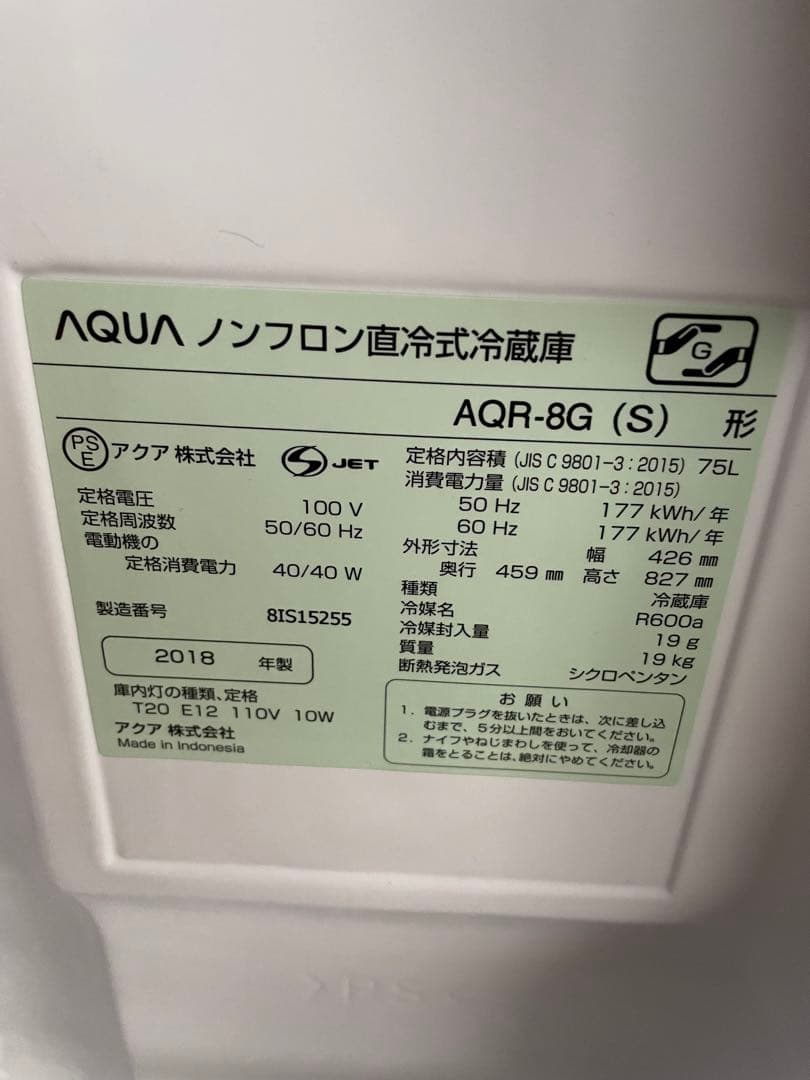 AQUA ノンフロン直冷式冷蔵庫
G
AQR-8G (S) 形
PSE アクア 株式会社 JET
定格電圧 100 V
定格周波数 50/60 Hz
電動機の
定格消費電力 40/40 W
製造番号 8IS15255
2018 年製
庫内灯の種類、定格
T20 E12 110V 10W
アクア 株式会社
Made in Indonesia
定格内容積 (JIS C 9801-3 : 2015) 75L
消費電力量 (JIS C 9801-3 : 2015)
50 Hz 177 kWh/年
60 Hz 177 kWh/年
外形寸法 幅 426 mm
奥行 459 mm 高さ 827 mm
種類 冷蔵庫
冷媒名 R600a
冷媒封入量 19 g
質量 19 kg
断熱発泡ガス シクロペンタン
お 願 い
1. 電源プラグを抜いたときは、次に差し込
むまで、5分以上間をおいてください。
2. ナイフやねじまわしを使って、冷却器の
霜をとることは、絶対にやめてください。
>PS<